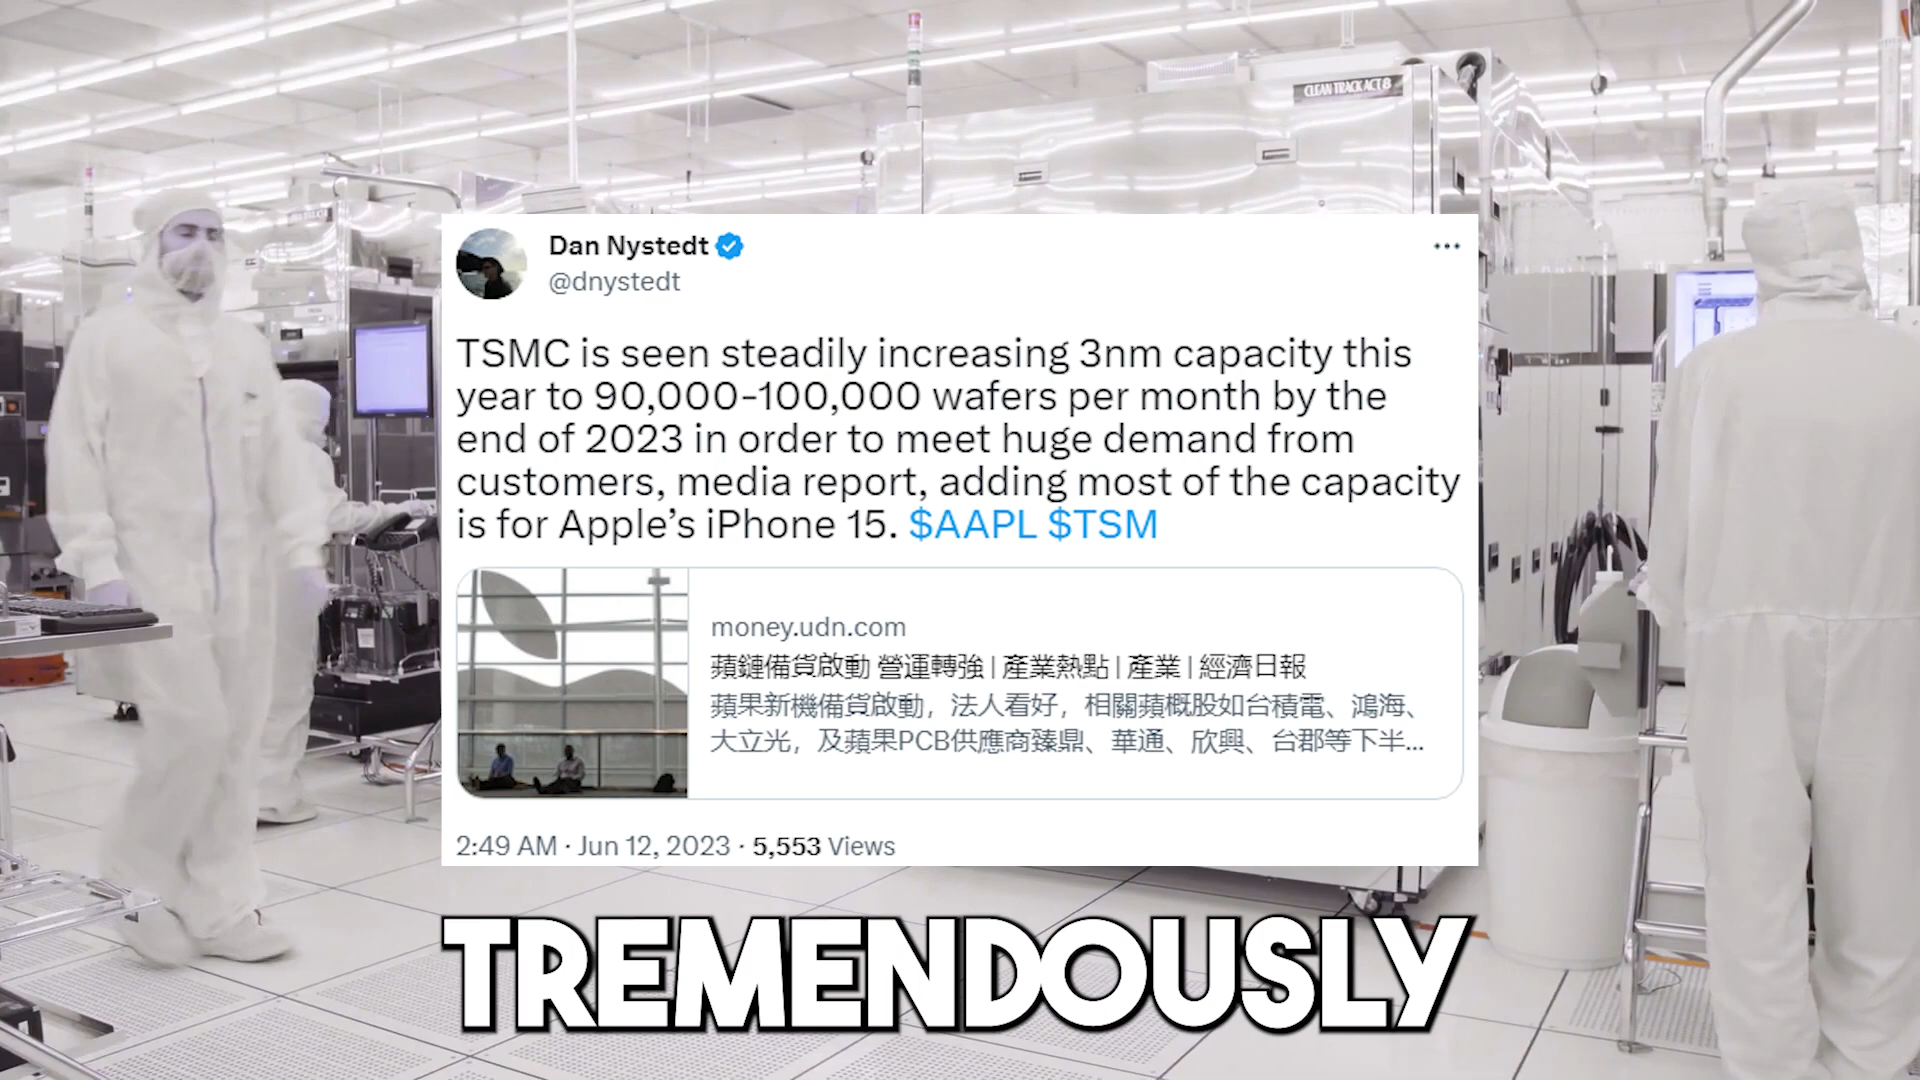 CLEAN TRACK ACT 8
Dan Nystedt
@dnystedt
TSMC is seen steadily increasing 3nm capacity this
year to 90,000-100,000 wafers per month by the
end of 2023 in order to meet huge demand from
customers, media report, adding most of the capacity
is for Apple’s iPhone 15. $AAPL $TSM
money.udn.com
蘋鏈備貨啟動 營運轉強 | 產業熱點 | 產業 | 經濟日報
蘋果新機備貨啟動，法人看好，相關蘋概股如台積電、鴻海、
大立光，及蘋果PCB供應商臻鼎、華通、欣興、台郡等下半...
2:49 AM · Jun 12, 2023 · 5,553 Views
TREMENDOUSLY